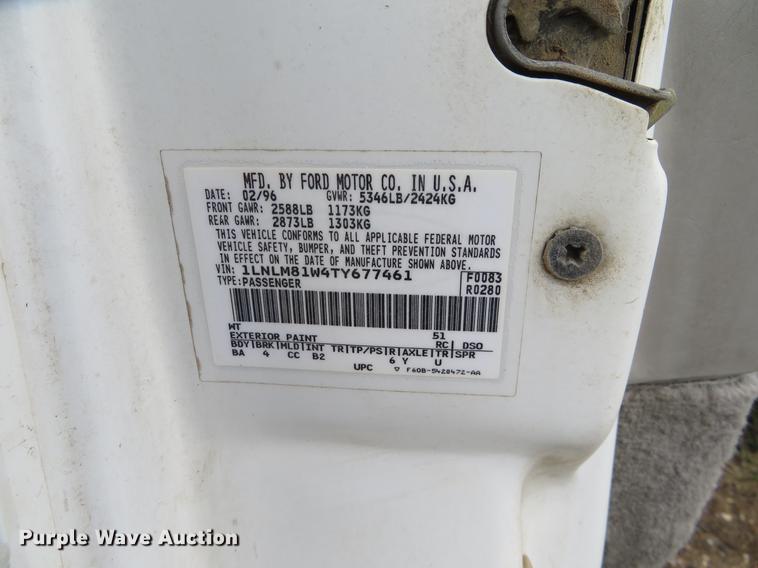 MFD. BY FORD MOTOR CO. IN U.S.A.
DATE: 02/96 GVWR: 5346LB/2424KG
FRONT GAWR: 2588LB 1173KG
REAR GAWR: 2873LB 1303KG
THIS VEHICLE CONFORMS TO ALL APPLICABLE FEDERAL MOTOR
VEHICLE SAFETY, BUMPER, AND THEFT PREVENTION STANDARDS
IN EFFECT ON THE DATE OF MANUFACTURE SHOWN ABOVE.
VIN: 1LNLM81W4TY677461 F0083
TYPE: PASSENGER R0280
WT 51
EXTERIOR PAINT RC| DSO
BDY|BRK|MLD|INT TR|TP/PS|R|AXLE|TR|SPR
BA 4 CC B2 6 Y U
UPC ▽ F6OB-5420472-AA
Purple Wave Auction